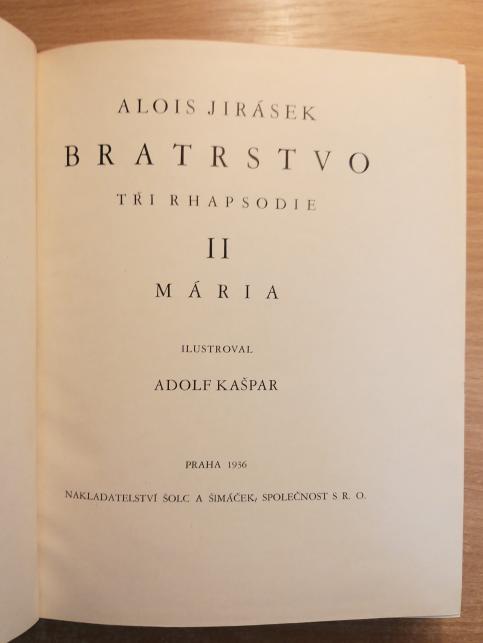 ALOIS JIRÁSEK
BRATRSTVO
TŘI RHAPSODIE
II
MÁRIA
ILUSTROVAL
ADOLF KAŠPAR
PRAHA 1936
NAKLADATELSTVÍ ŠOLC A ŠIMÁČEK, SPOLEČNOST S R. O.